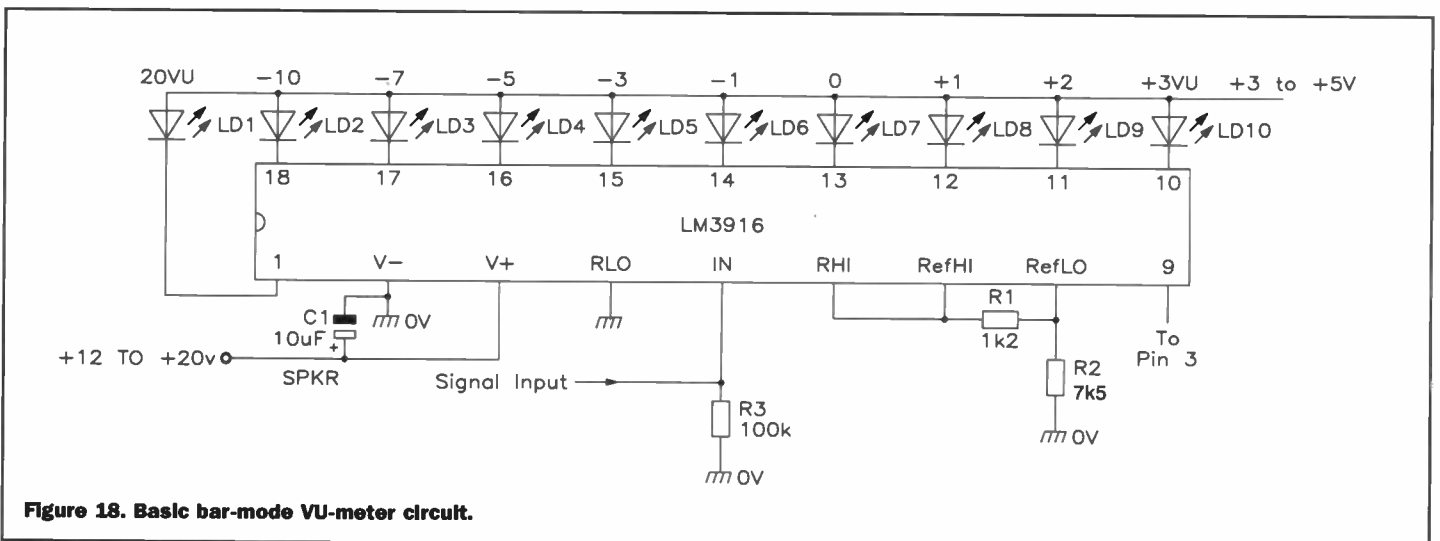 20VU -10 -7 -5 -3 -1 0 +1 +2 +3VU +3 to +5V
LD1 LD2 LD3 LD4 LD5 LD6 LD7 LD8 LD9 LD10
18 17 16 15 14 13 12 11 10
LM3916
1 V- V+ RLO IN RHI RefHI RefLO 9
C1
10uF
+
0V
R1
1k2
To
Pin 3
+12 TO +20v
SPKR
Signal Input
R2
7k5
R3
100k
0V
0V
Figure 18. Basic bar-mode VU-meter circuit.